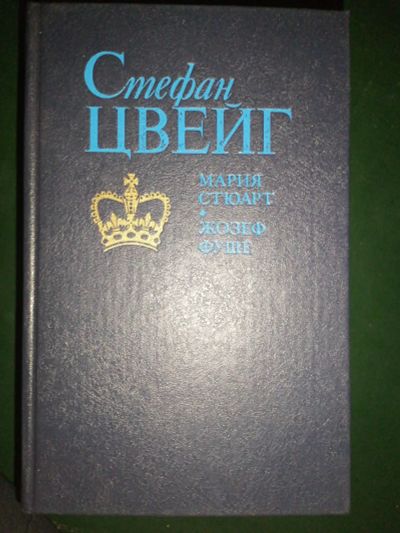 Стефан
ЦВЕЙГ
МАРИЯ
СТЮАРТ
•
ЖОЗЕФ
ФУШЕ